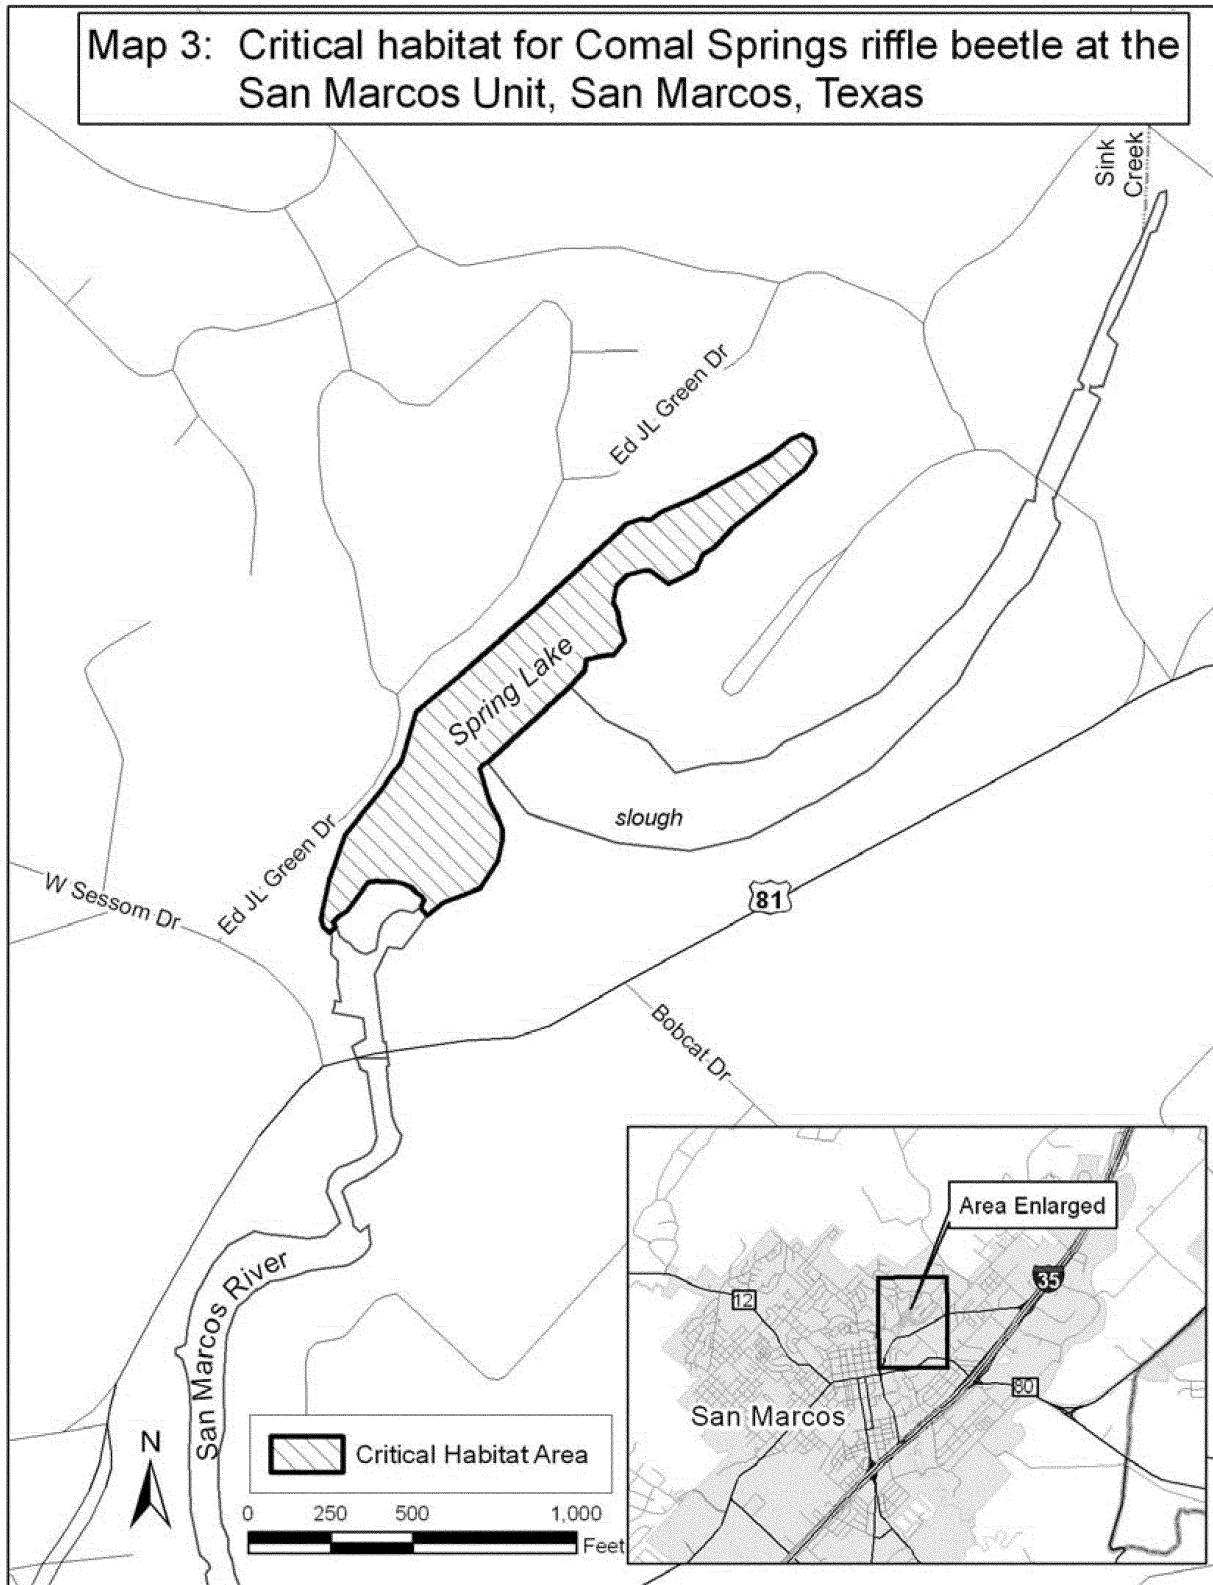 Map 3: Critical habitat for Comal Springs riffle beetle at the
San Marcos Unit, San Marcos, Texas
Sink
Creek
Ed JL Green Dr
Spring Lake
slough
Ed JL Green Dr
W Sessom Dr
81
Bobcat Dr
San Marcos River
N
Critical Habitat Area
0 250 500 1,000
Feet
Area Enlarged
35
12
80
San Marcos